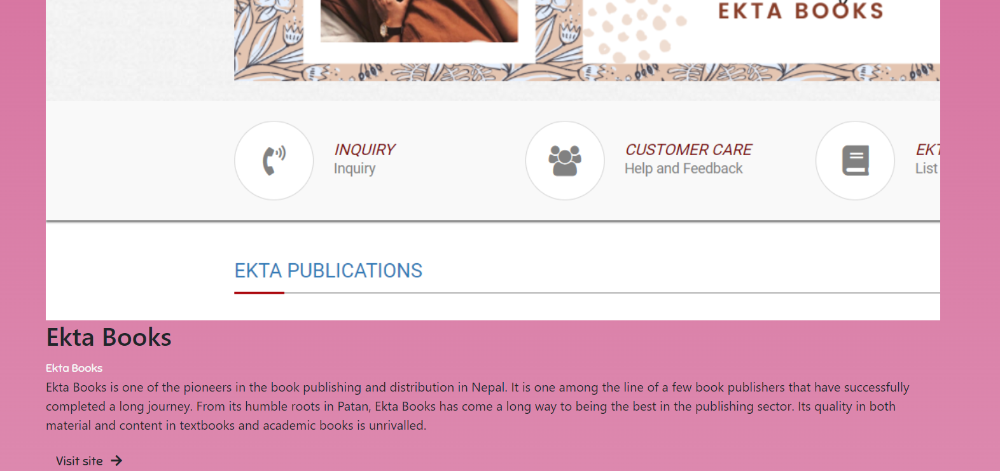 EKTA BOOKS
INQUIRY
Inquiry
CUSTOMER CARE
Help and Feedback
List
EKTA PUBLICATIONS
Ekta Books
Ekta Books
Ekta Books is one of the pioneers in the book publishing and distribution in Nepal. It is one among the line of a few book publishers that have successfully
completed a long journey. From its humble roots in Patan, Ekta Books has come a long way to being the best in the publishing sector. Its quality in both
material and content in textbooks and academic books is unrivalled.
Visit site